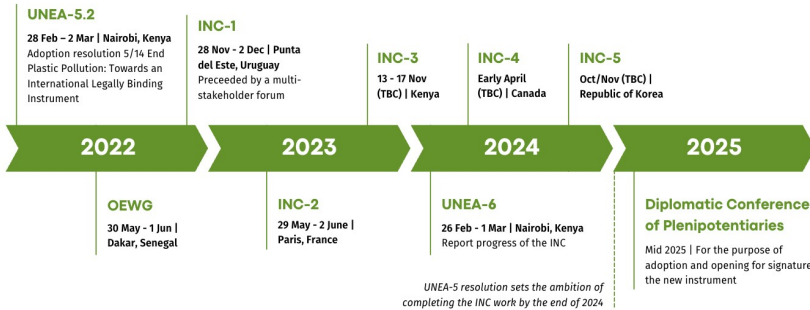 UNEA-5.2
28 Feb – 2 Mar | Nairobi, Kenya
Adoption resolution 5/14 End
Plastic Pollution: Towards an
International Legally Binding
Instrument
INC-1
28 Nov - 2 Dec | Punta
del Este, Uruguay
Preceeded by a multi-
stakeholder forum
INC-3
13 - 17 Nov
(TBC) | Kenya
INC-4
Early April
(TBC) | Canada
INC-5
Oct/Nov (TBC) |
Republic of Korea
2022
2023
2024
2025
OEWG
30 May - 1 Jun |
Dakar, Senegal
INC-2
29 May - 2 June |
Paris, France
UNEA-6
26 Feb - 1 Mar | Nairobi, Kenya
Report progress of the INC
Diplomatic Conference
of Plenipotentiaries
Mid 2025 | For the purpose of
adoption and opening for signature
the new instrument
UNEA-5 resolution sets the ambition of
completing the INC work by the end of 2024